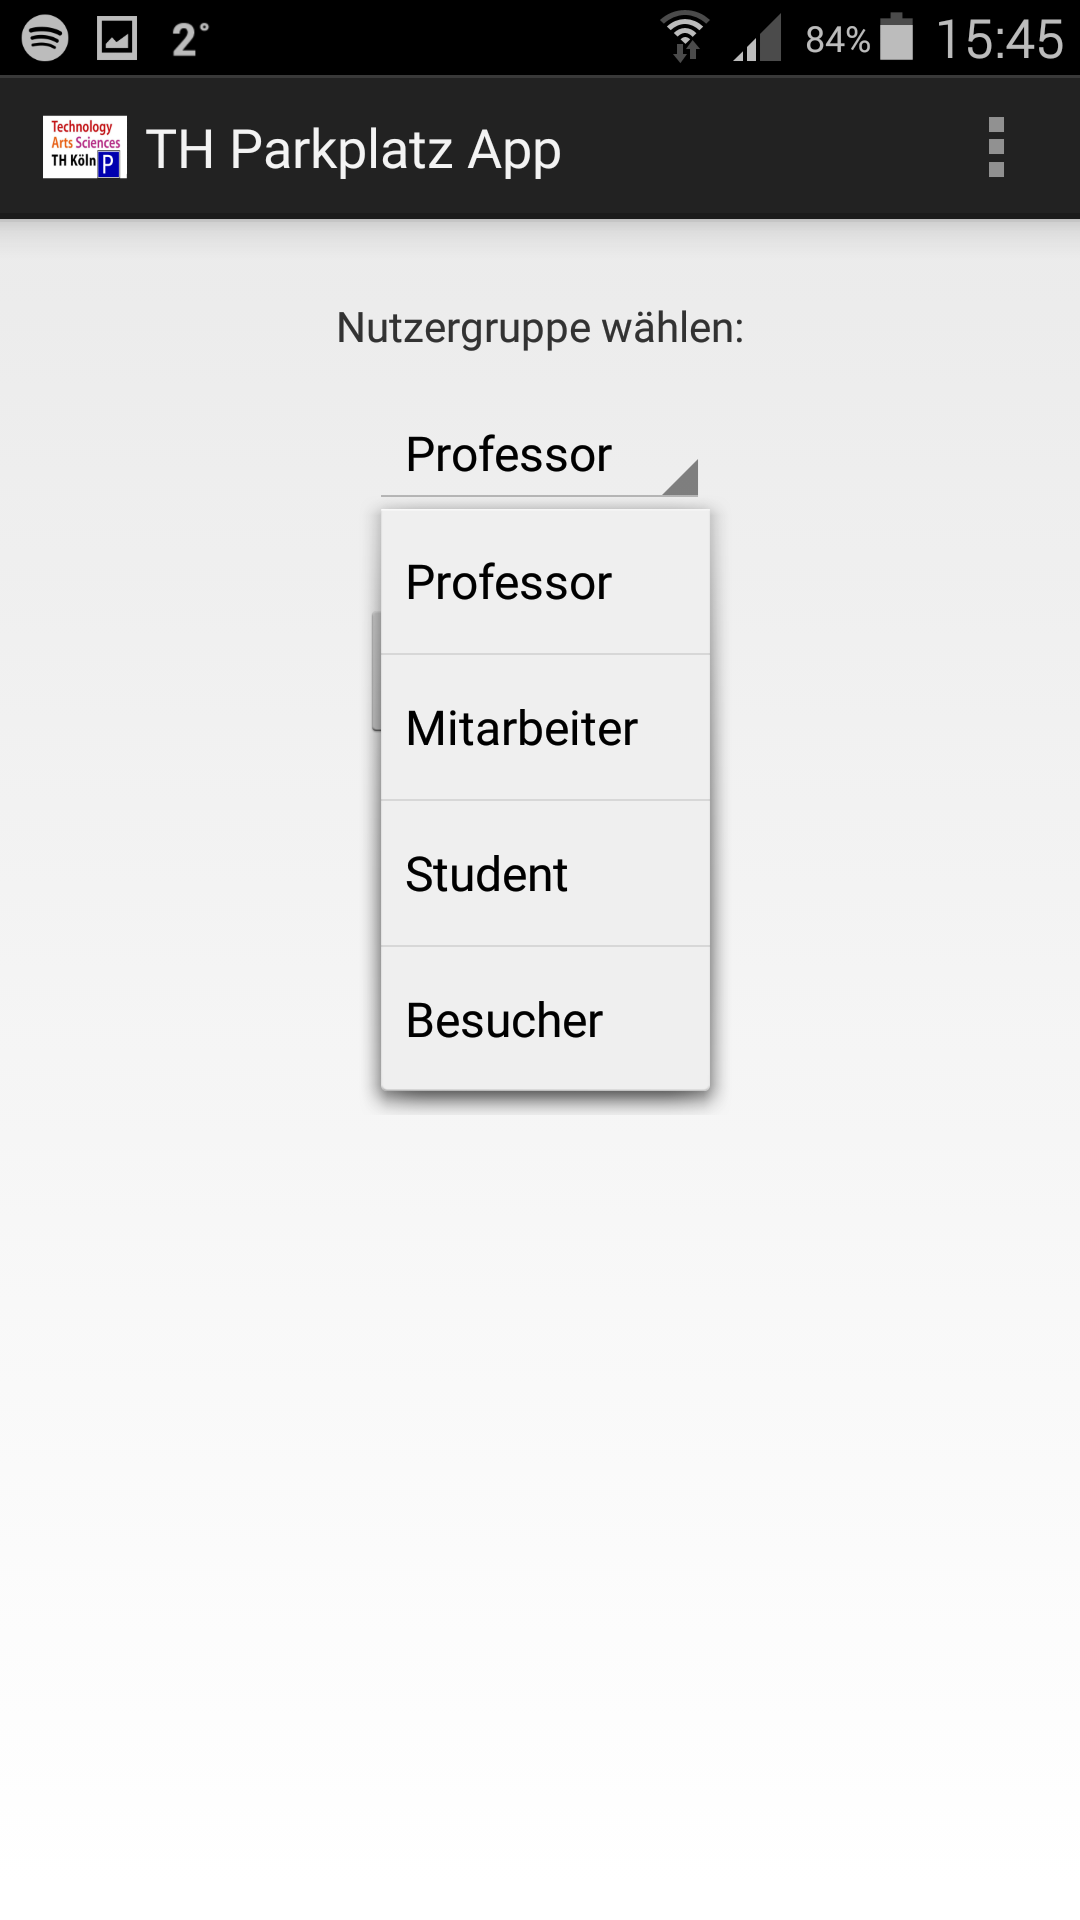 2°
84% 15:45
Technology
Arts Sciences
TH Köln P
TH Parkplatz App
Nutzergruppe wählen:
Professor
Professor
Mitarbeiter
Student
Besucher